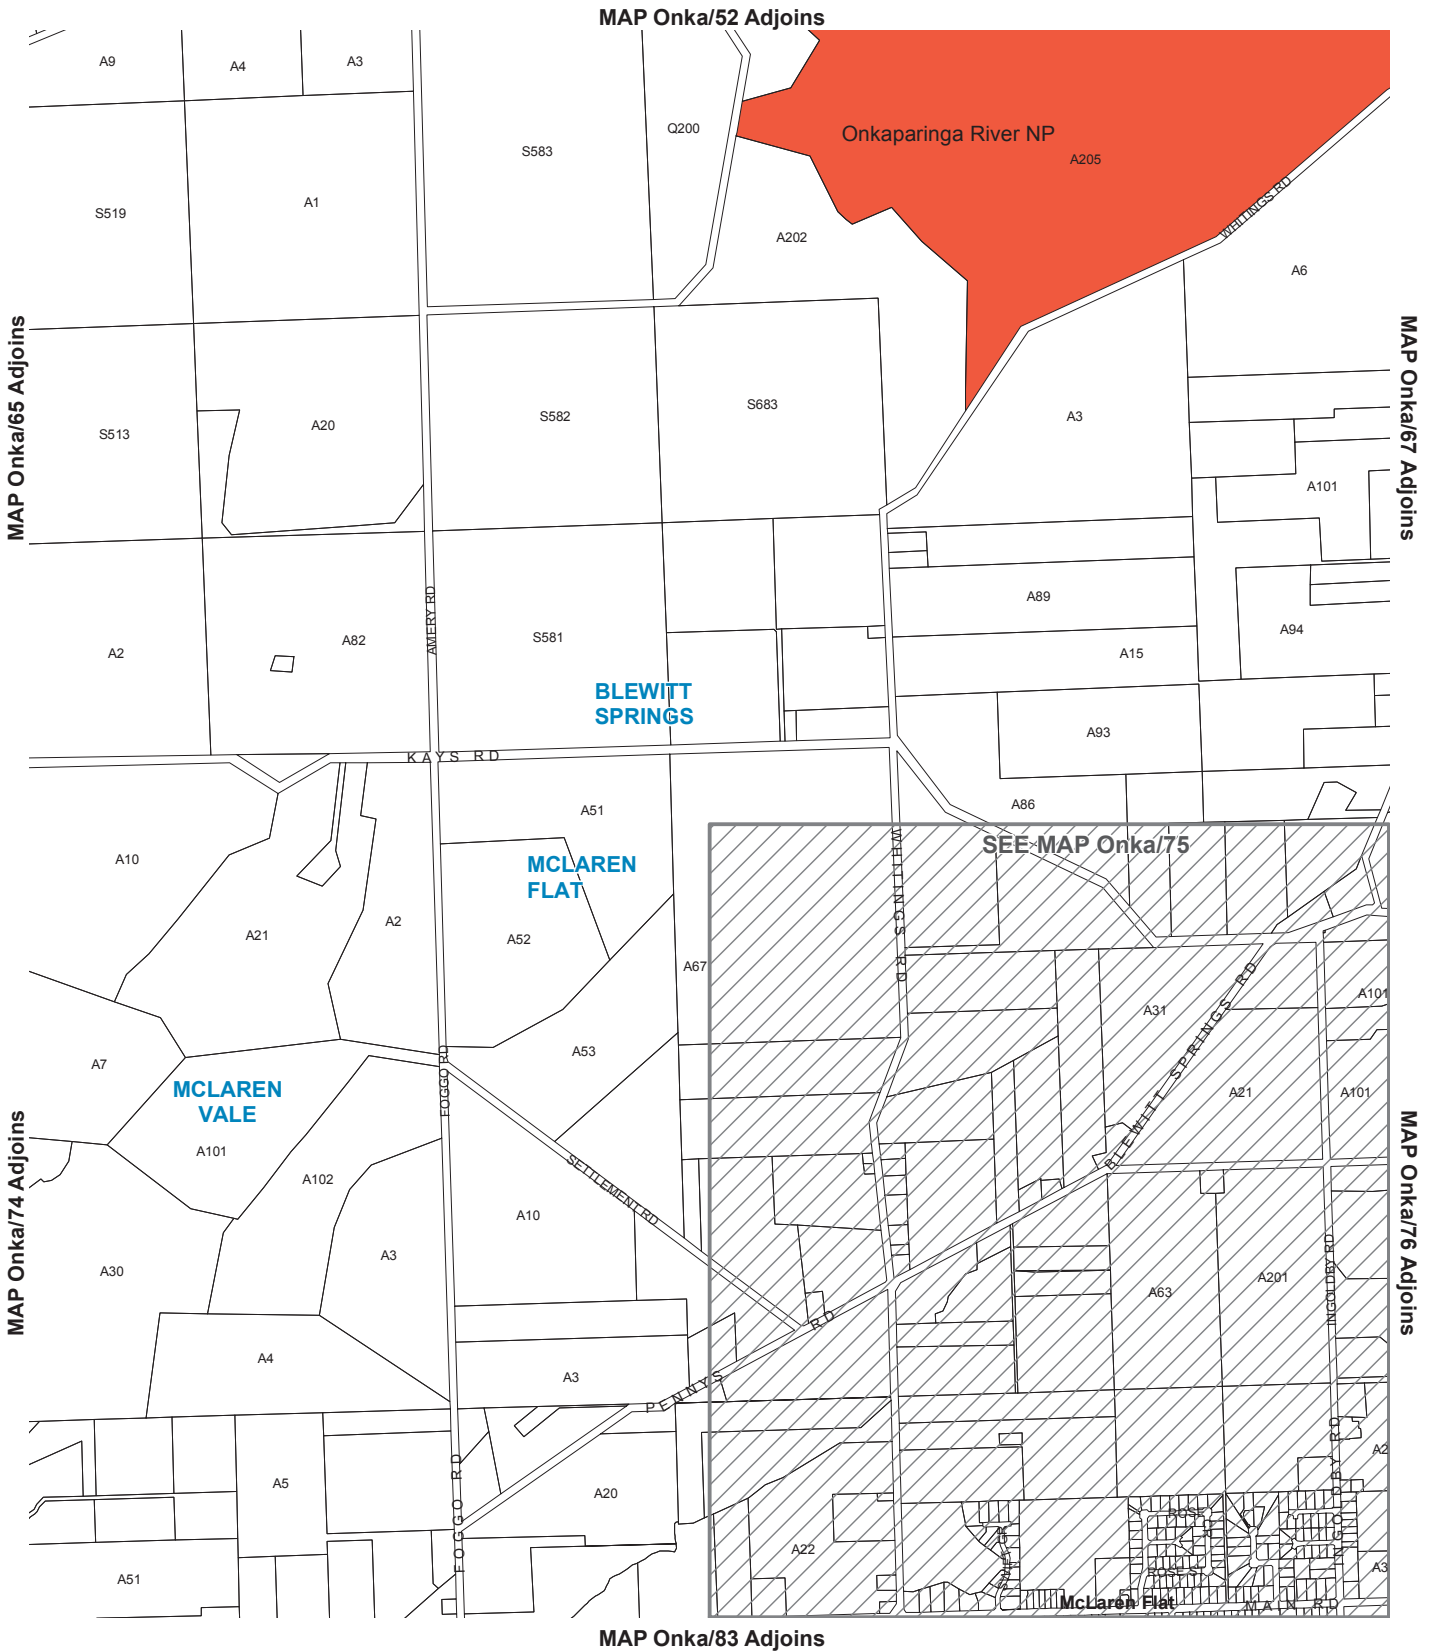 MAP Onka/52 Adjoins
A9
A4
A3
Q200
S583
Onkaparinga River NP
A205
S519
A1
WHITINGS RD
A202
A6
MAP Onka/65 Adjoins
MAP Onka/67 Adjoins
S513
A20
S582
S683
A3
A101
AMERY RD
A89
A94
A2
A82
S581
A15
BLEWITT
SPRINGS
A93
KAYS RD
A51
A86
SEE MAP Onka/75
A10
MCLAREN
FLAT
WHITINGS RD
A21
A2
A52
A67
BLEWITT SPRINGS RD
A101
A31
A7
FOGGO RD
A53
MCLAREN
VALE
A21
A101
A101
A102
SETTLEMENT RD
MAP Onka/74 Adjoins
MAP Onka/76 Adjoins
A10
A30
A3
INGOLDBY RD
A201
A63
A4
A3
PENNYS RD
A5
A20
FOGGO RD
INGOLDBY RD
A2
ROSE
A22
A51
ROSE ST
A3
McLaren Flat
MAIN RD
MAP Onka/83 Adjoins